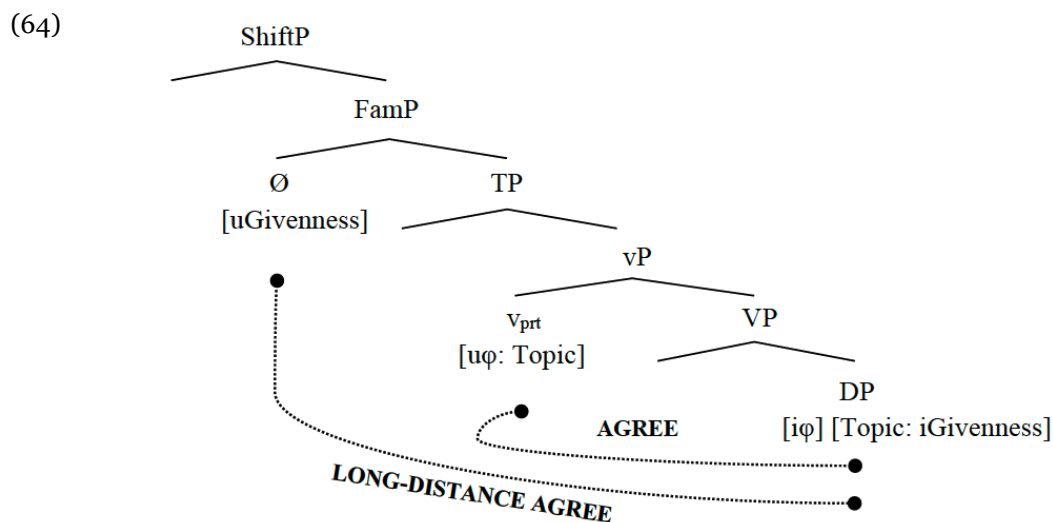 (64)
ShiftP
FamP
Ø TP
[uGivenness]
vP
vprt VP
[uφ: Topic]
DP
AGREE [iφ] [Topic: iGivenness]
LONG-DISTANCE AGREE